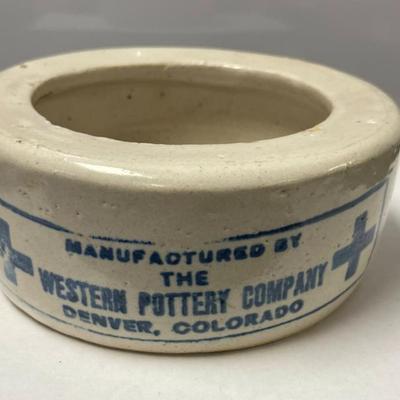 MANUFACTURED BY
THE
WESTERN POTTERY COMPANY
DENVER, COLORADO